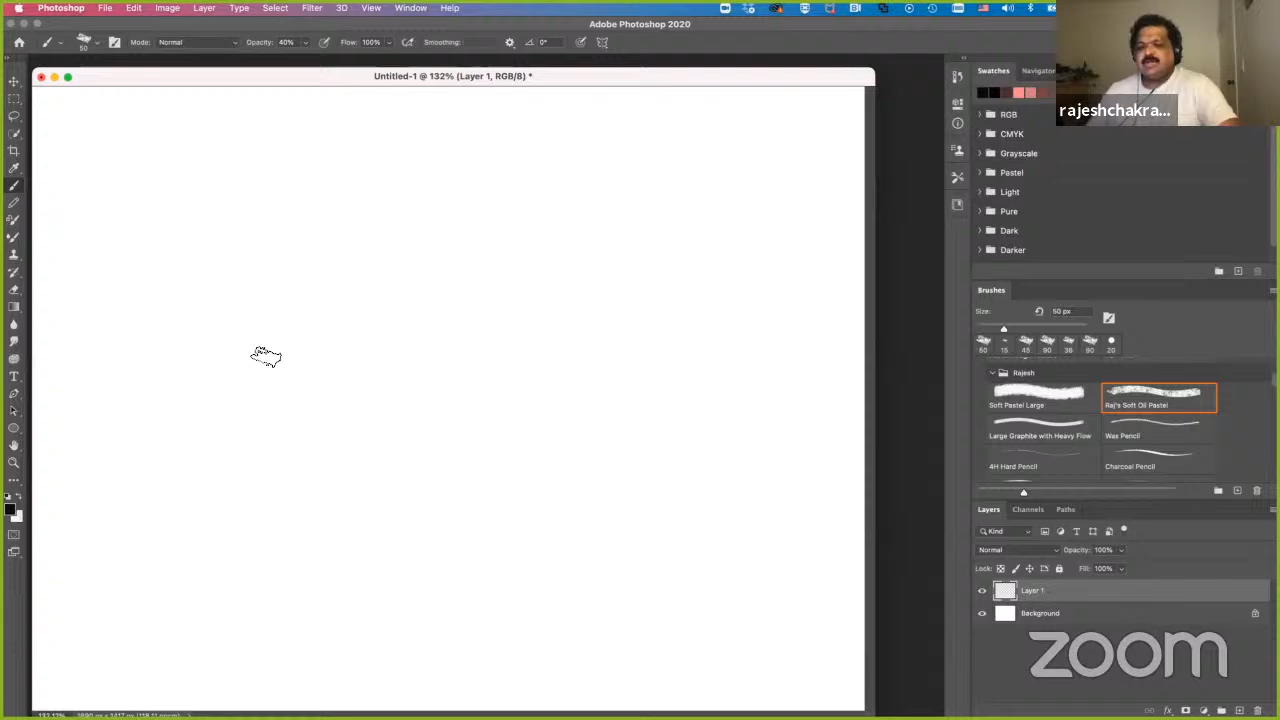 Photoshop File Edit Image Layer Type Select Filter 3D View Window Help
Adobe Photoshop 2020
50 Mode: Normal Opacity: 40% Flow: 100% Smoothing: 0°
Untitled-1 @ 132% (Layer 1, RGB/8) *
rajeshchakra...
Swatches Navigator
RGB
CMYK
Grayscale
Pastel
Light
Pure
Dark
Darker
Brushes
Size: 50 px
50 15 45 90 36 90 20
Rajesh
Soft Pastel Large Raj's Soft Oil Pastel
Large Graphite with Heavy Flow Wax Pencil
4H Hard Pencil Charcoal Pencil
Layers Channels Paths
Kind
Normal Opacity: 100%
Lock: Fill: 100%
Layer 1
Background
zoom